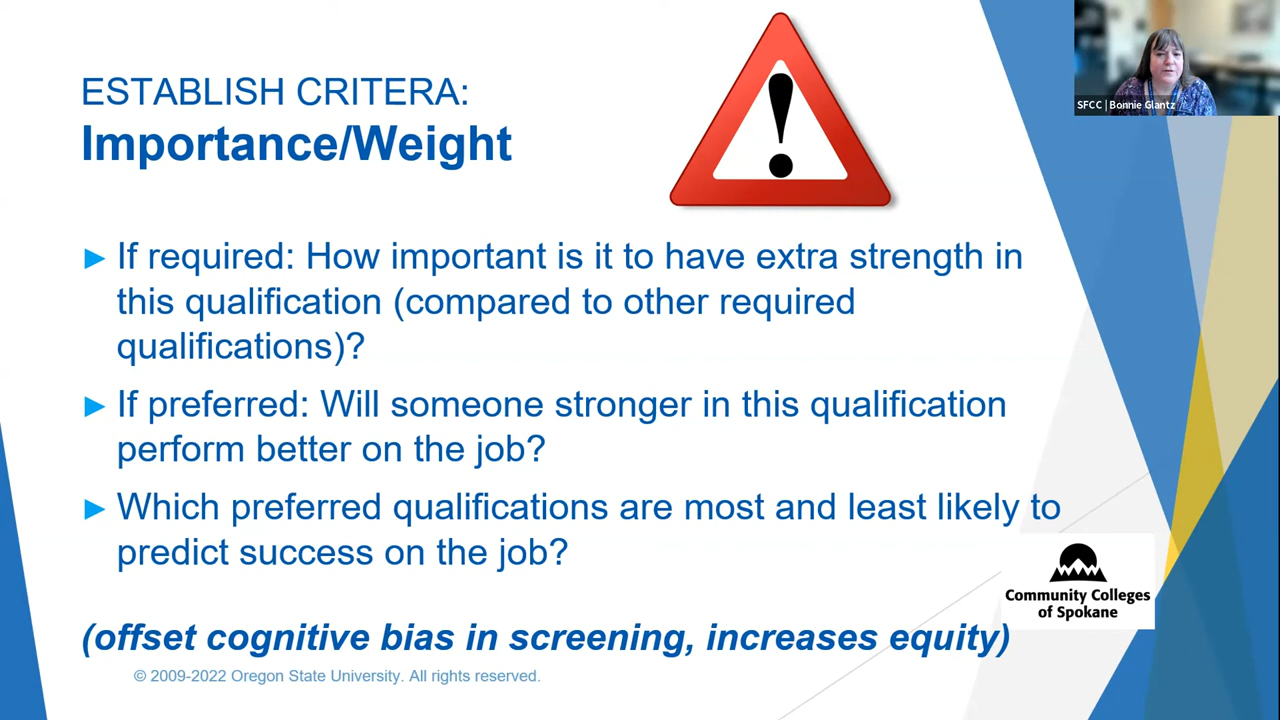 ESTABLISH CRITERA:
Importance/Weight
SFCC | Bonnie Glantz
► If required: How important is it to have extra strength in
this qualification (compared to other required
qualifications)?
► If preferred: Will someone stronger in this qualification
perform better on the job?
► Which preferred qualifications are most and least likely to
predict success on the job?
Community Colleges
of Spokane
(offset cognitive bias in screening, increases equity)
© 2009-2022 Oregon State University. All rights reserved.